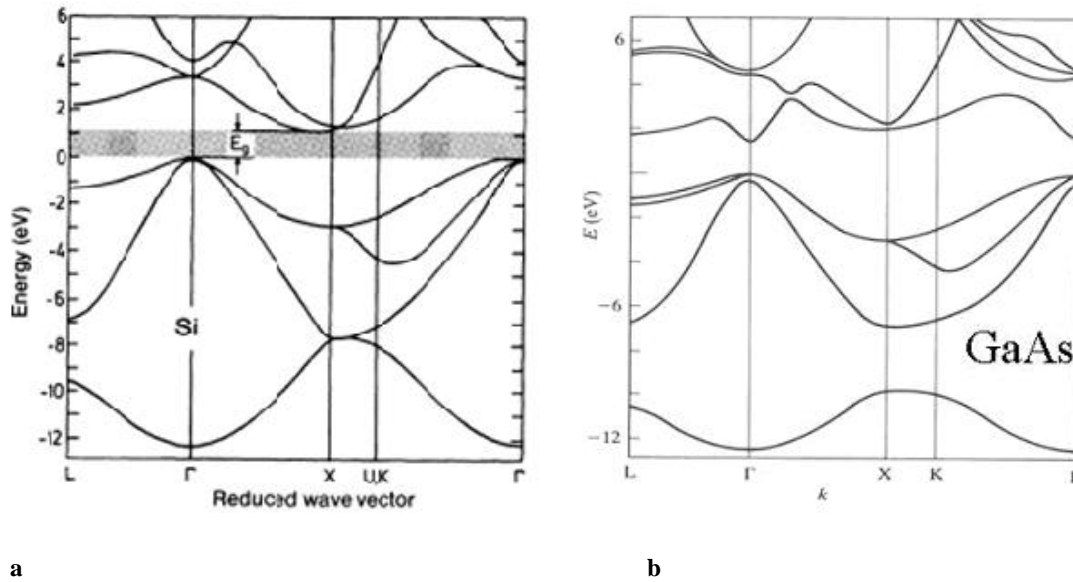 6
4
2
0
-2
-4
-6
-8
-10
-12
Energy (eV)
Eg
Si
L Γ X U,K Γ
Reduced wave vector
6
-6
-12
E (eV)
GaAs
L Γ X K
k
a b